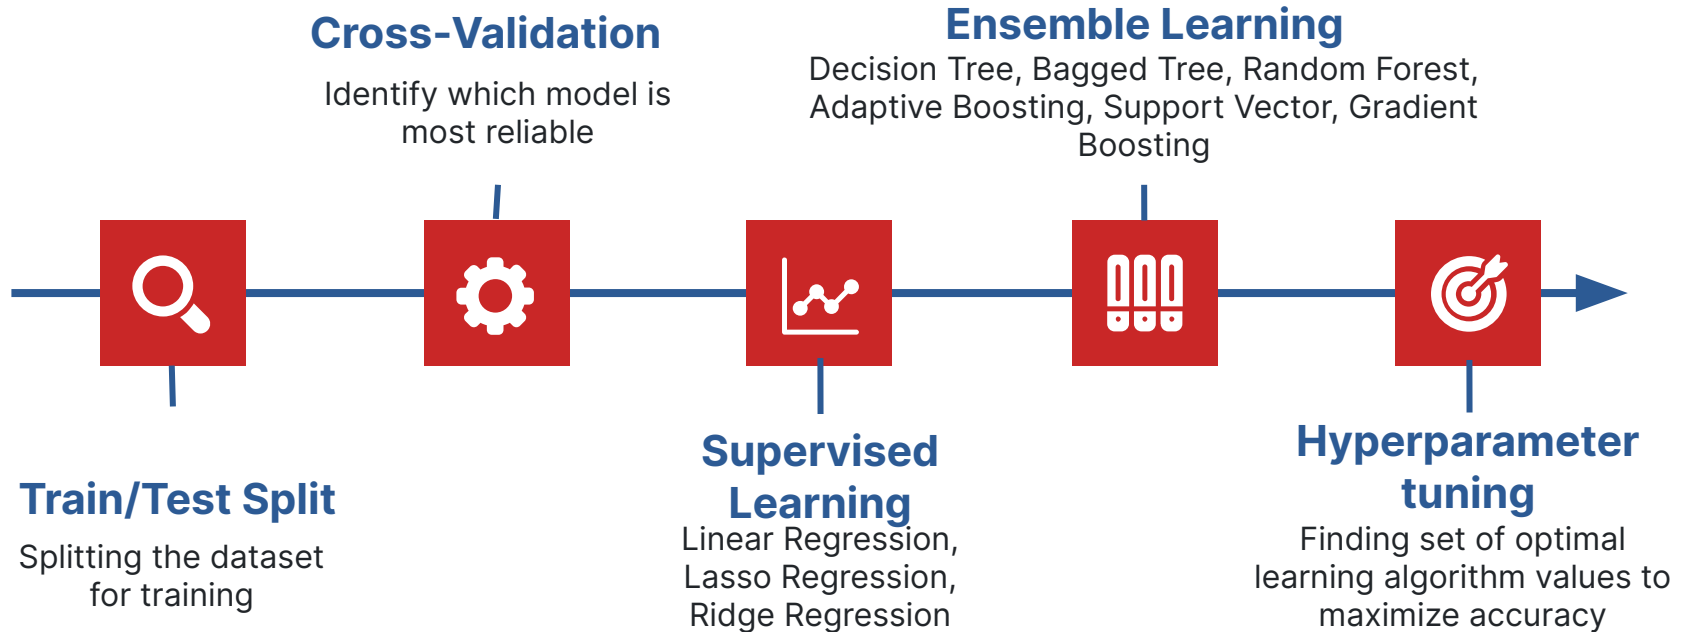 Cross-Validation
Identify which model is
most reliable
Ensemble Learning
Decision Tree, Bagged Tree, Random Forest,
Adaptive Boosting, Support Vector, Gradient
Boosting
Train/Test Split
Splitting the dataset
for training
Supervised
Learning
Linear Regression,
Lasso Regression,
Ridge Regression
Hyperparameter
tuning
Finding set of optimal
learning algorithm values to
maximize accuracy